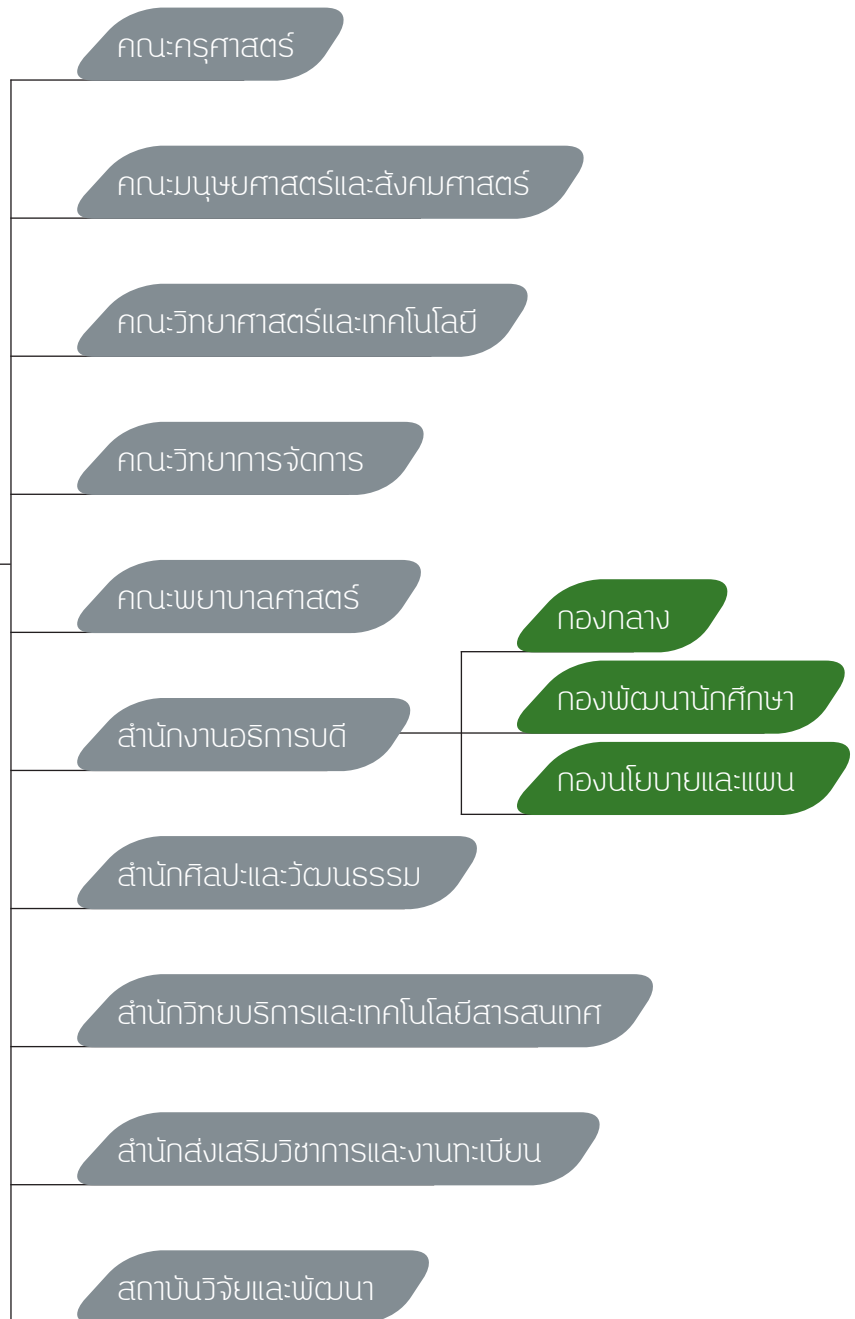 คณะครุศาสตร์
คณะมนุษยศาสตร์และสังคมศาสตร์
คณะวิทยาศาสตร์และเทคโนโลยี
คณะวิทยาการจัดการ
คณะพยาบาลศาสตร์
สำนักงานอธิการบดี
กองกลาง
กองพัฒนานักศึกษา
กองนโยบายและแผน
สำนักศิลปะและวัฒนธรรม
สำนักวิทยบริการและเทคโนโลยีสารสนเทศ
สำนักส่งเสริมวิชาการและงานทะเบียน
สถาบันวิจัยและพัฒนา